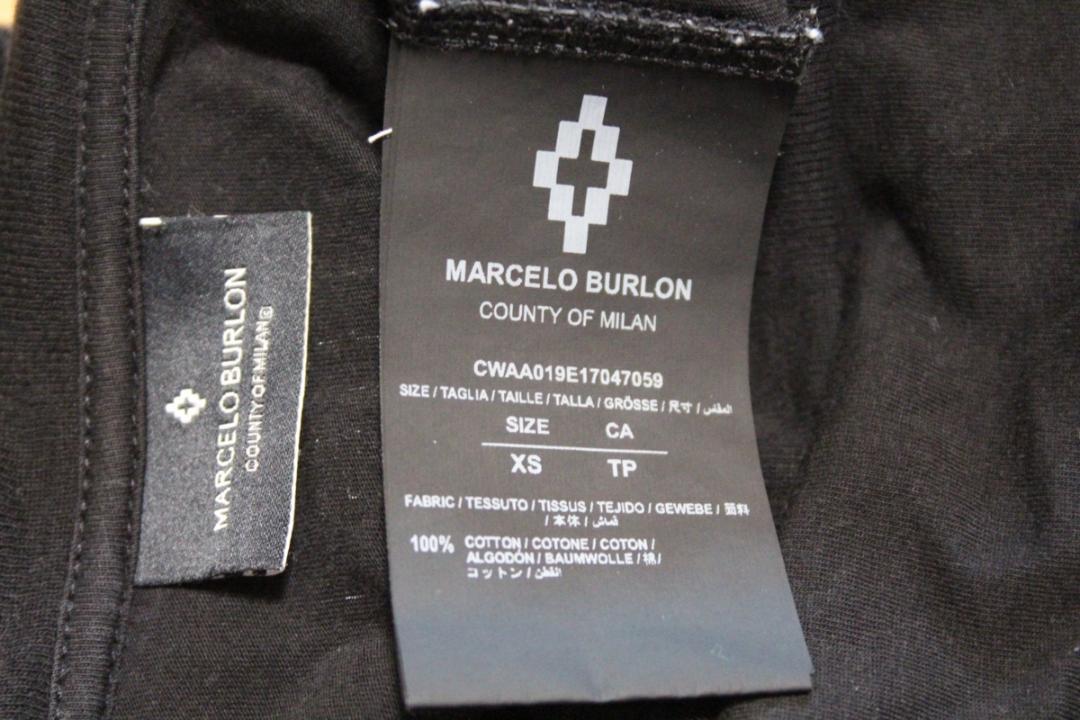 MARCELO BURLON
COUNTY OF MILAN
MARCELO BURLON
COUNTY OF MILAN
CWAA019E17047059
SIZE / TAGLIA / TAILLE / TALLA / GRÖSSE / 尺寸 / المقاس
SIZE CA
XS TP
FABRIC / TESSUTO / TISSUS / TEJIDO / GEWEBE / 面料
/ 本体 / قماش
100% COTTON / COTONE / COTON /
ALGODÓN / BAUMWOLLE / 棉 /
コットン / القطن